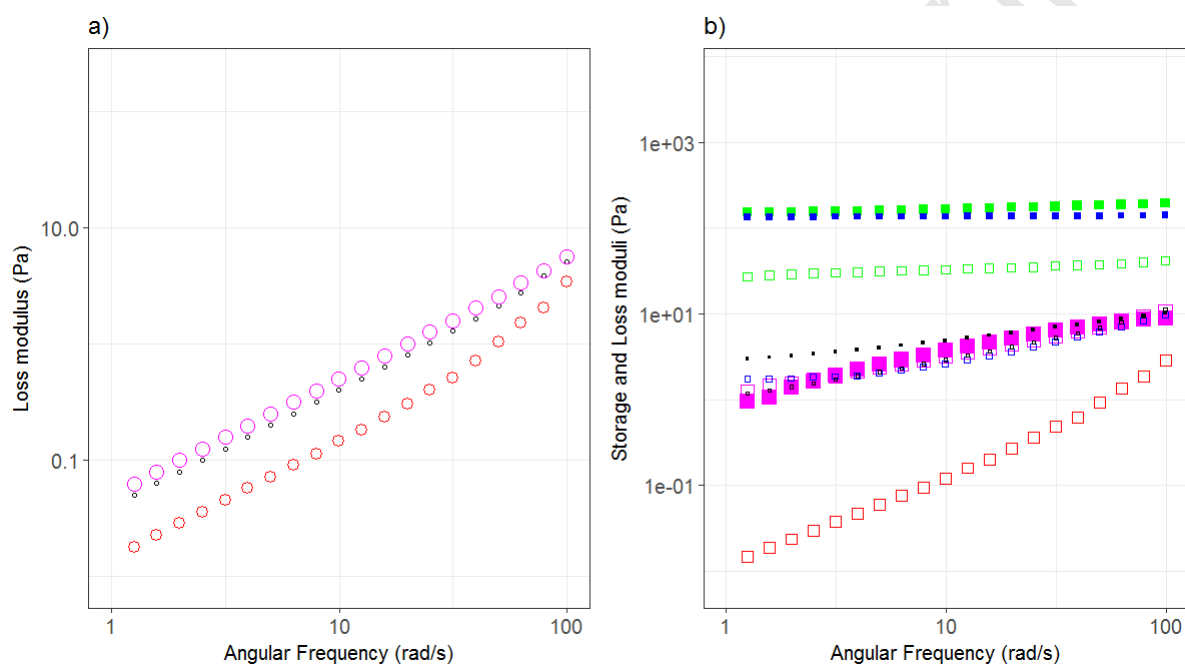 a)
Loss modulus (Pa)
10.0
0.1
1
10
100
Angular Frequency (rad/s)
b)
Storage and Loss moduli (Pa)
1e+03
1e+01
1e-01
1
10
100
Angular Frequency (rad/s)